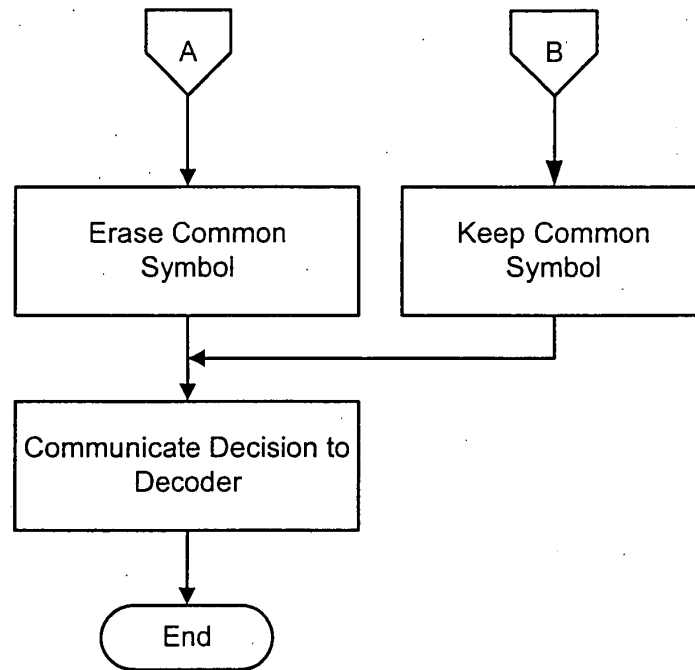 A
B
Erase Common
Symbol
Keep Common
Symbol
Communicate Decision to
Decoder
End